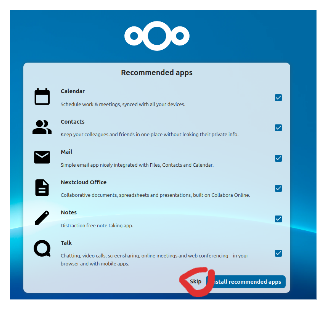 Recommended apps
Calendar
Schedule work & meetings, synced with all your devices.
Contacts
Keep your colleagues and friends in one place without leaking their private info.
Mail
Simple email app nicely integrated with Files, Contacts and Calendar.
Nextcloud Office
Collaborative documents, spreadsheets and presentations, built on Collabora Online.
Notes
Distraction free note taking app.
Talk
Chatting, video calls, screensharing, online meetings and web conferencing – in your
browser and with mobile apps.
Skip
Install recommended apps